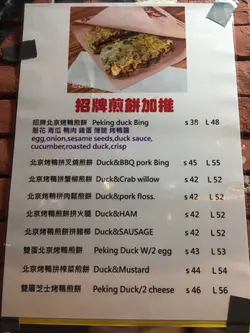 招牌煎餅加推
招牌北京烤鴨煎餅 Peking duck Bing s 38 L 48
葱花 青瓜 鴨肉 雞蛋 薄脆 烤鴨醬
egg,onion,sesame seeds,duck sauce,
cucumber,roasted duck,crisp
北京烤鴨拼叉燒煎餅 Duck&BBQ pork Bing s 45 L 55
北京烤鴨拼蟹柳煎餅 Duck&Crab willow s 42 L 52
北京烤鴨拼肉鬆煎餅 Duck&pork floss. s 42 L 52
北京烤鴨煎餅拼火腿 Duck&HAM s 42 L 52
北京烤鴨煎餅拼腸仔 Duck&SAUSAGE s 42 L 52
雙蛋北京烤鴨煎餅 Peking Duck W/2 egg s 43 L 53
北京烤鴨拼榨菜煎餅 Duck&Mustard s 44 L 54
雙層芝士烤鴨煎餅 Peking Duck/2 cheese s 46 L 56